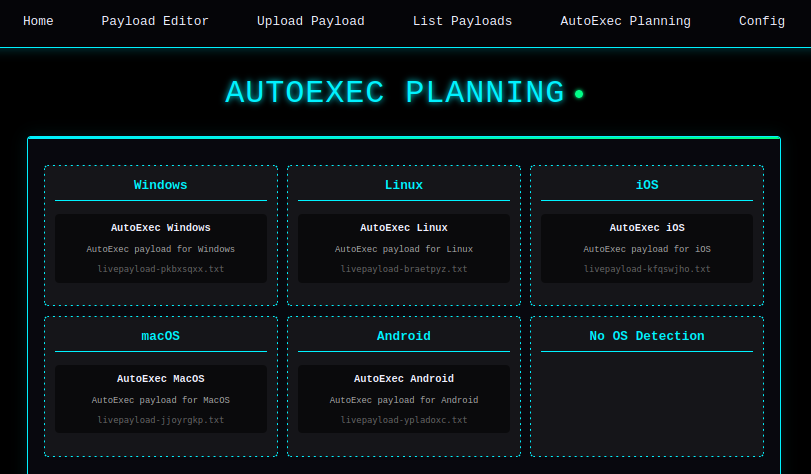 Home Payload Editor Upload Payload List Payloads AutoExec Planning Config
AUTOEXEC PLANNING
Windows
AutoExec Windows
AutoExec payload for Windows
livepayload-pkbxsqxx.txt
Linux
AutoExec Linux
AutoExec payload for Linux
livepayload-braetpyz.txt
iOS
AutoExec iOS
AutoExec payload for iOS
livepayload-kfqswjho.txt
macOS
AutoExec MacOS
AutoExec payload for MacOS
livepayload-jjoyrgkp.txt
Android
AutoExec Android
AutoExec payload for Android
livepayload-ypladoxc.txt
No OS Detection